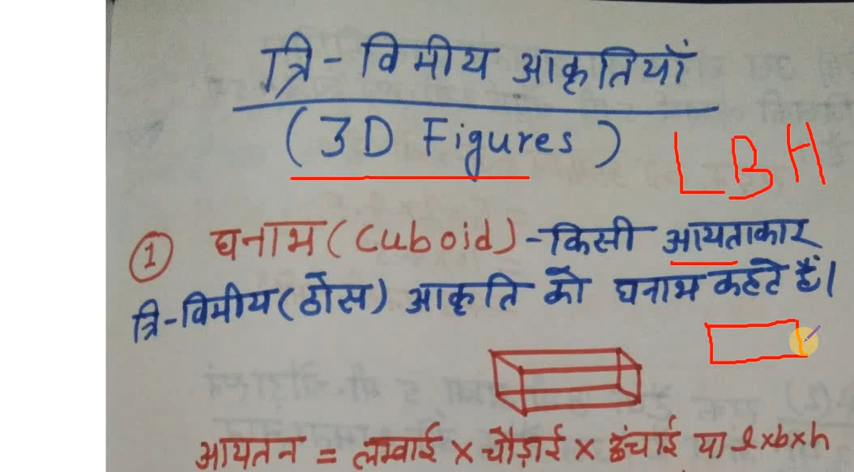 त्रि-विमीय आकृतियाँ
(3D Figures)
LBH
① घनाभ (Cuboid) - किसी आयताकार
त्रि-विमीय (ठोस) आकृति को घनाभ कहते हैं।
आयतन = लम्बाई × चौड़ाई × ऊंचाई या l×b×h